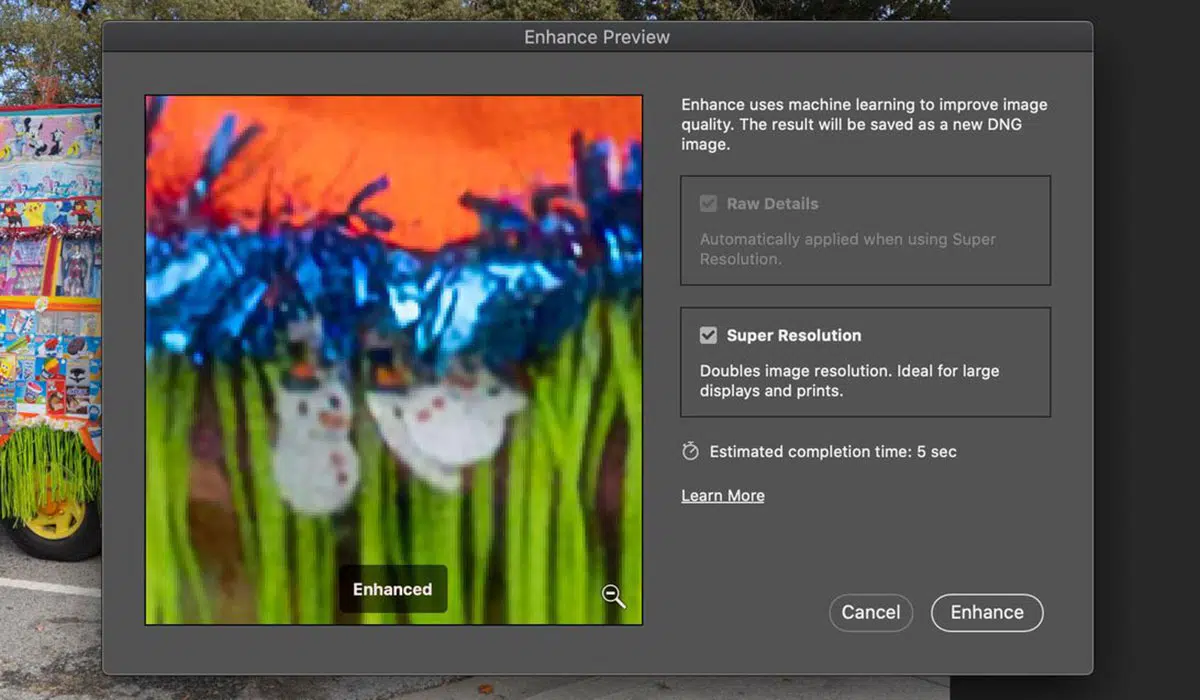 Enhance Preview
Enhance uses machine learning to improve image
quality. The result will be saved as a new DNG
image.
Raw Details
Automatically applied when using Super
Resolution.
Super Resolution
Doubles image resolution. Ideal for large
displays and prints.
Estimated completion time: 5 sec
Learn More
Enhanced
Cancel
Enhance